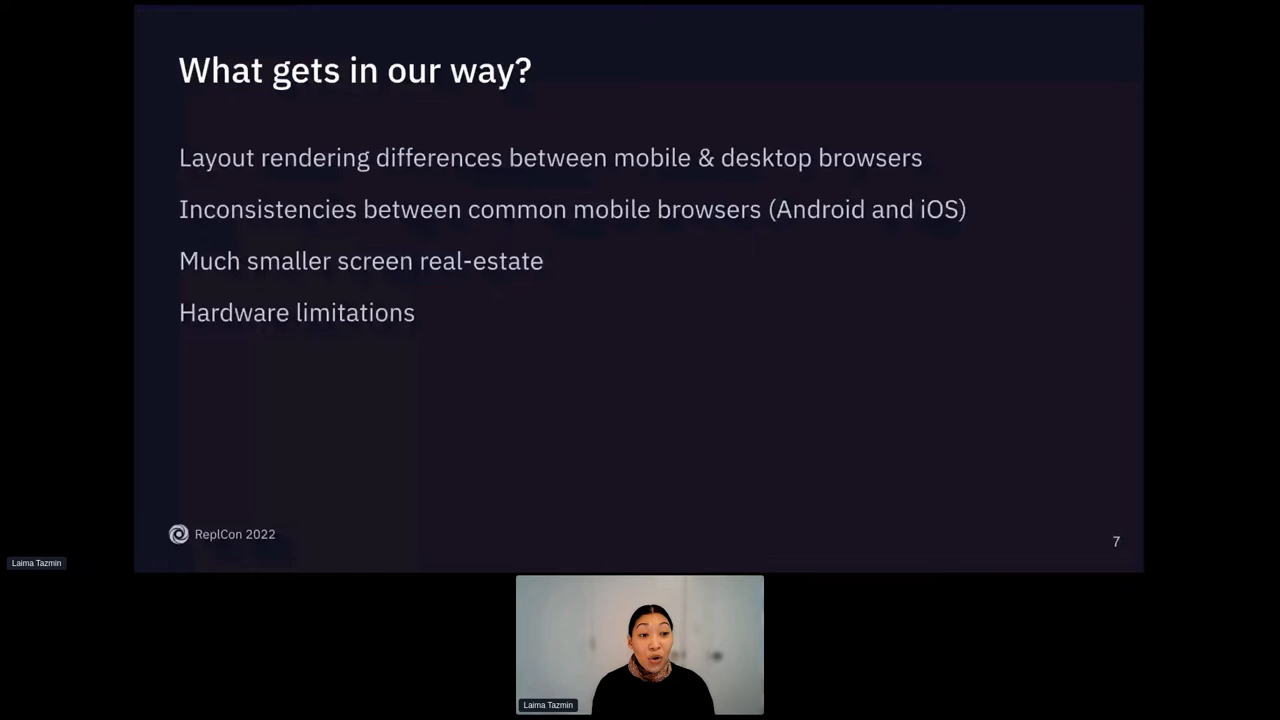 What gets in our way?
Layout rendering differences between mobile & desktop browsers
Inconsistencies between common mobile browsers (Android and iOS)
Much smaller screen real-estate
Hardware limitations
ReplCon 2022
7
Laima Tazmin
Laima Tazmin